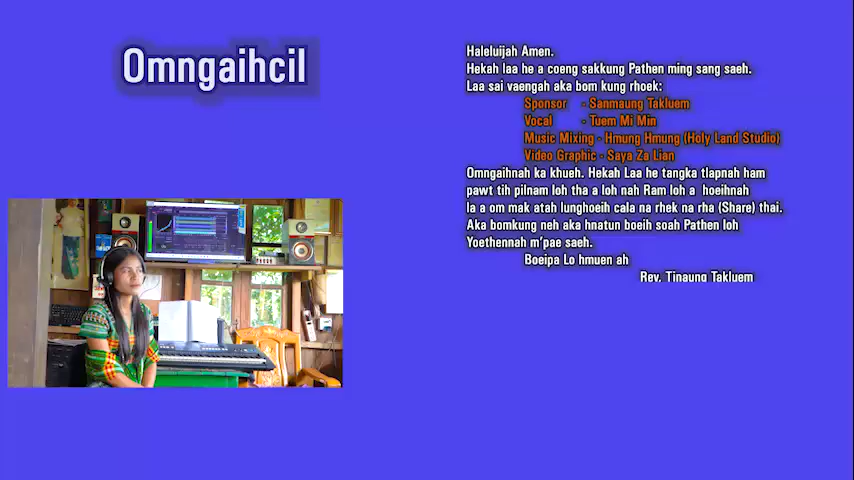 Omngaihcil
Haleluijah Amen.
Hekah laa he a coeng sakkung Pathen ming sang saeh.
Laa sai vaengah aka bom kung rhoek:
Sponsor - Sanmaung Takluem
Vocal - Tuem Mi Min
Music Mixing - Hmung Hmung (Holy Land Studio)
Video Graphic - Saya Za Lian
Omngaihnah ka khueh. Hekah Laa he tangka tlapnah ham
pawt tih pilnam loh tha a loh nah Ram loh a hoeihnah
la a om mak atah lunghoeih cala na rhek na rha (Share) thai.
Aka bomkung neh aka hnatun boeih soah Pathen loh
Yoethennah m'pae saeh.
Boeipa Lo hmuen ah
Rev. Tinaung Takluem